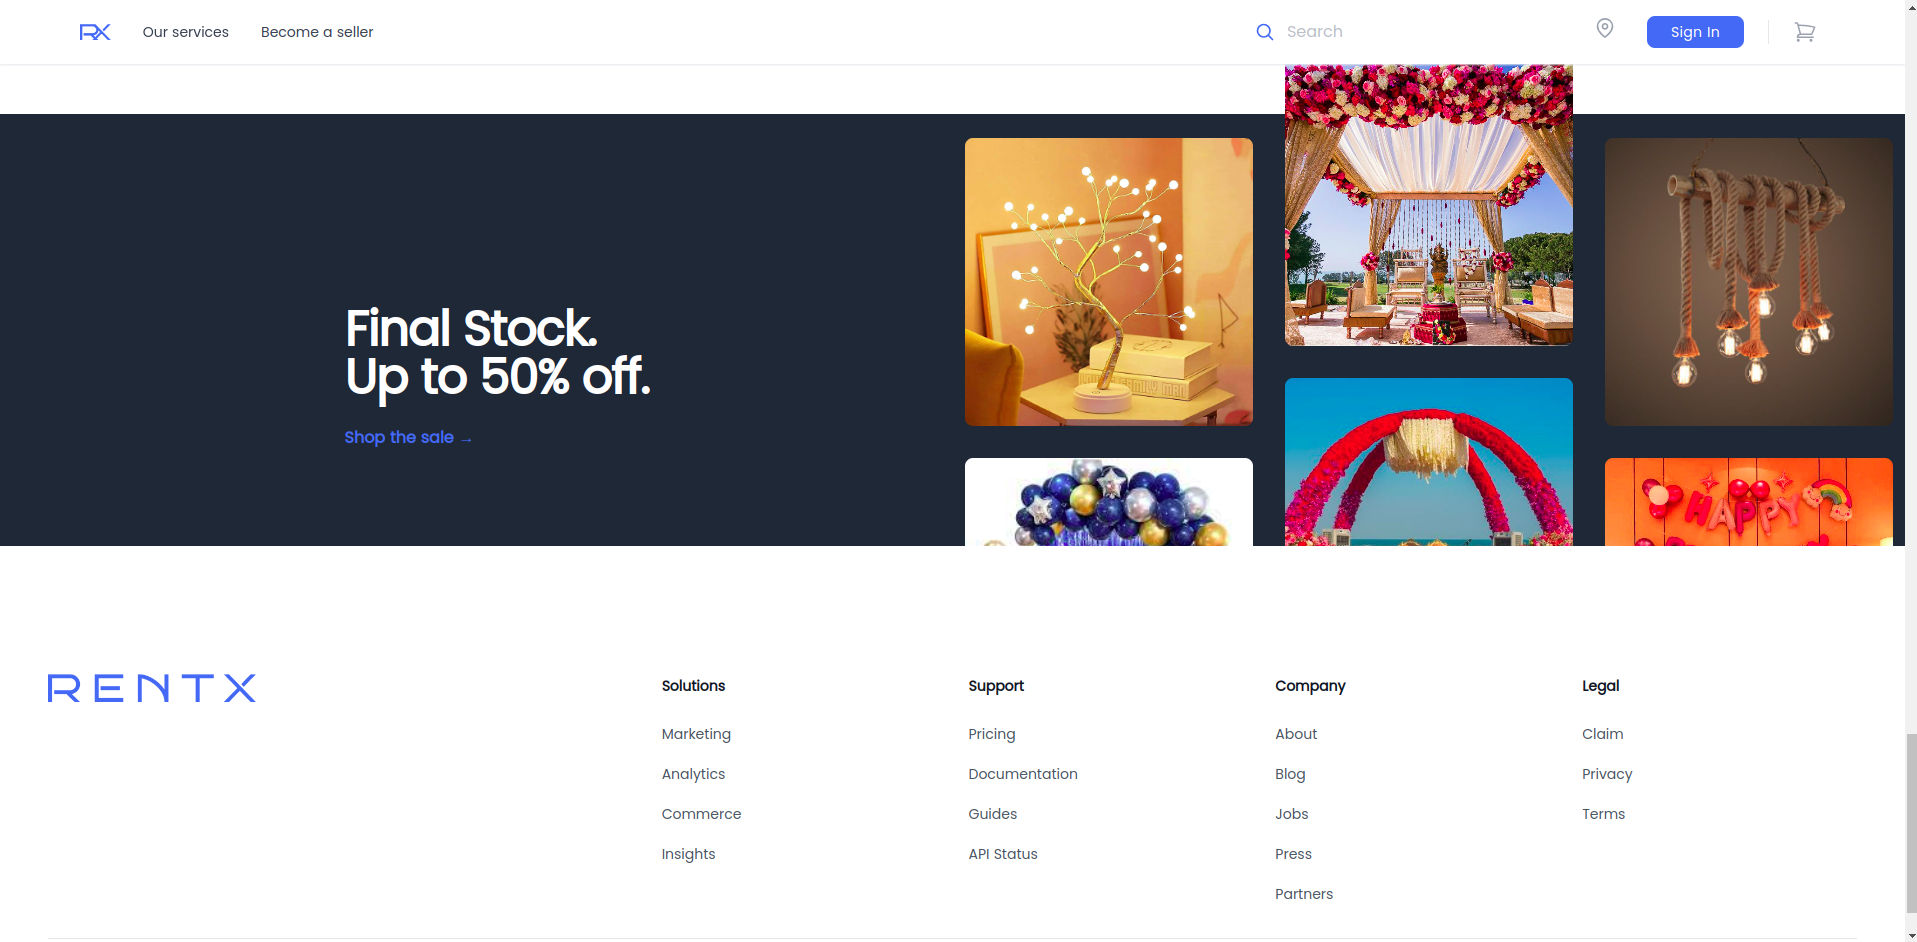 RX
Our services
Become a seller
Search
Sign In
Final Stock.
Up to 50% off.
Shop the sale →
FAMILY MAN
HAPPY
RENTX
Solutions
Marketing
Analytics
Commerce
Insights
Support
Pricing
Documentation
Guides
API Status
Company
About
Blog
Jobs
Press
Partners
Legal
Claim
Privacy
Terms